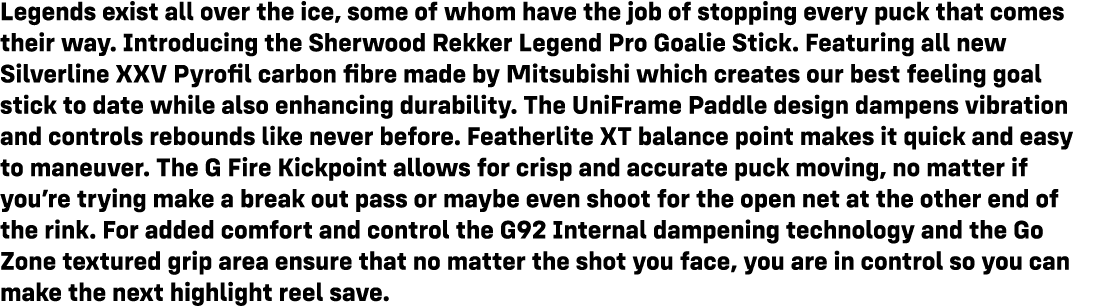 Legends exist all over the ice, some of whom have the job of stopping every puck that comes
their way. Introducing the Sherwood Rekker Legend Pro Goalie Stick. Featuring all new
Silverline XXV Pyrofil carbon fibre made by Mitsubishi which creates our best feeling goal
stick to date while also enhancing durability. The UniFrame Paddle design dampens vibration
and controls rebounds like never before. Featherlite XT balance point makes it quick and easy
to maneuver. The G Fire Kickpoint allows for crisp and accurate puck moving, no matter if
you’re trying make a break out pass or maybe even shoot for the open net at the other end of
the rink. For added comfort and control the G92 Internal dampening technology and the Go
Zone textured grip area ensure that no matter the shot you face, you are in control so you can
make the next highlight reel save.